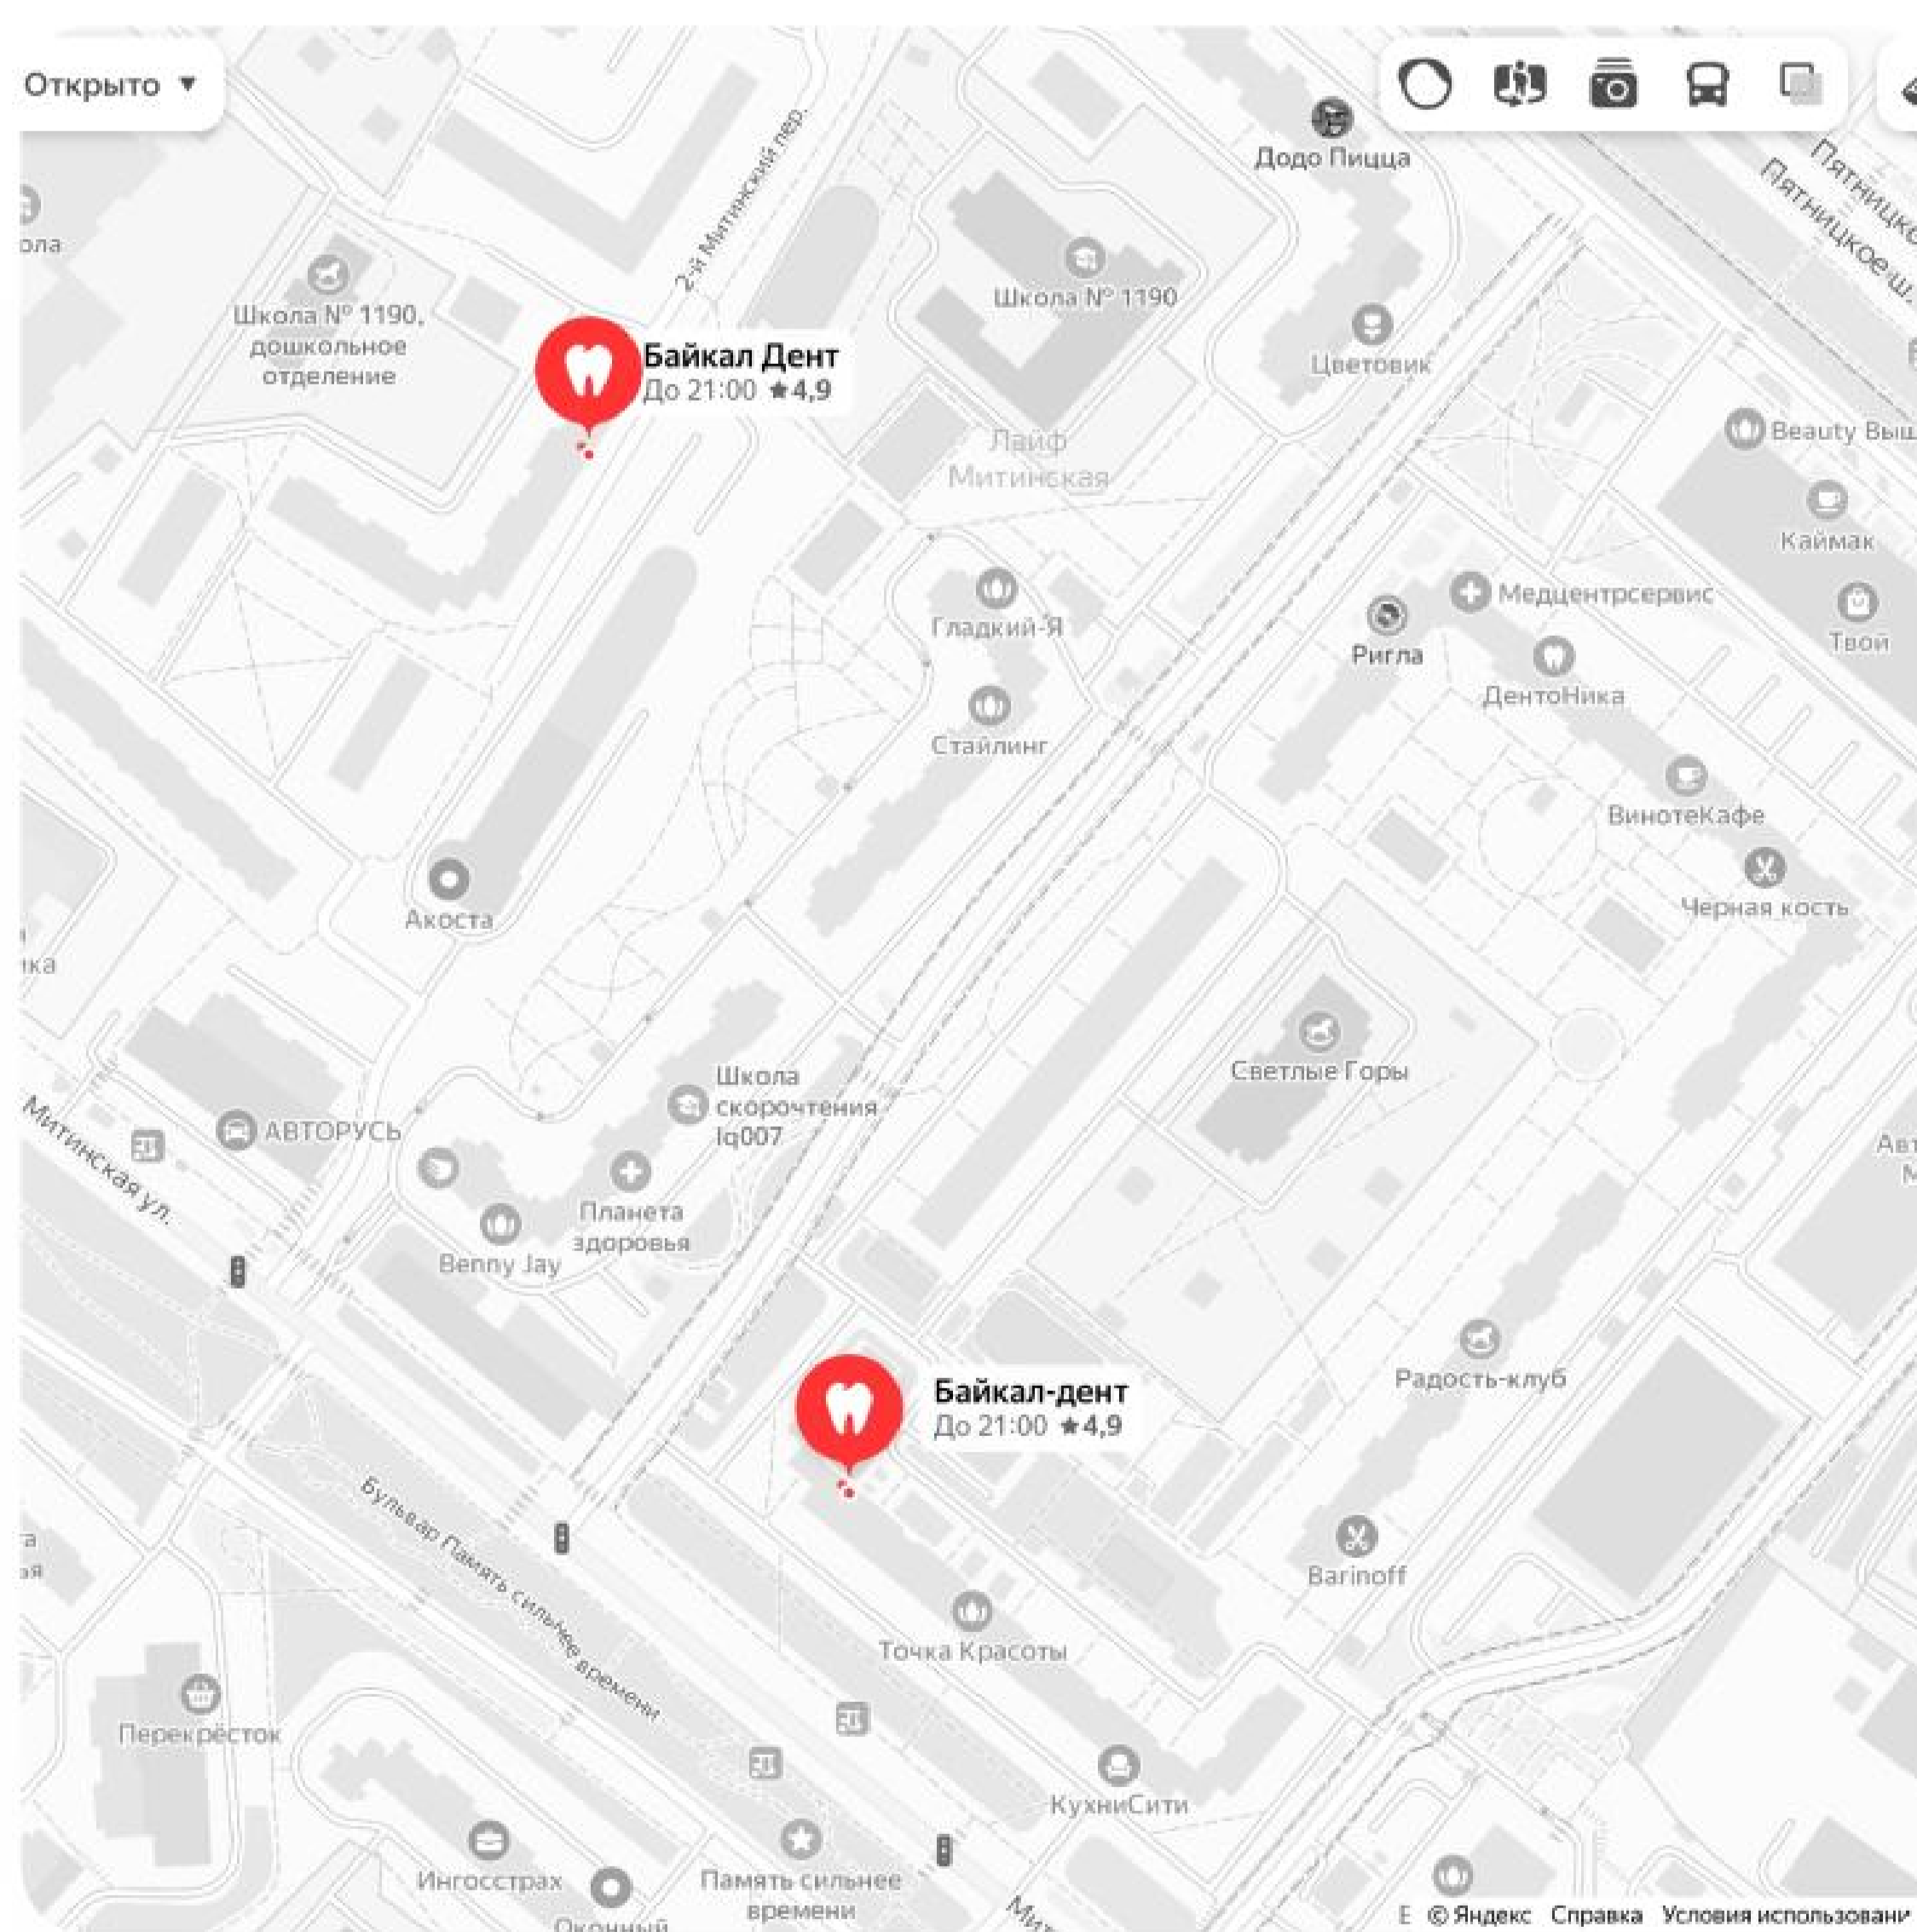 Открыто
Додо Пицца
Пятницкое ш.
2-й Митинский пер.
Школа № 1190
Школа № 1190,
дошкольное
отделение
Байкал Дент
До 21:00 ★4,9
Цветовик
Лайф
Митинская
Beauty
Каймак
Твой
Гладкий-Я
Медцентрсервис
Ригла
ДентоНика
Стайлинг
ВинотеКафе
Черная кость
Акоста
Светлые Горы
Школа
скорочтения
Iq007
АВТОРУСЬ
Митинская ул.
Планета
здоровья
Benny Jay
Радость-клуб
Байкал-дент
До 21:00 ★4,9
Бульвар Память сильнее времени
Barinoff
Точка Красоты
Перекрёсток
КухниСити
Ингосстрах
Память сильнее
времени
© Яндекс Справка Условия использовани